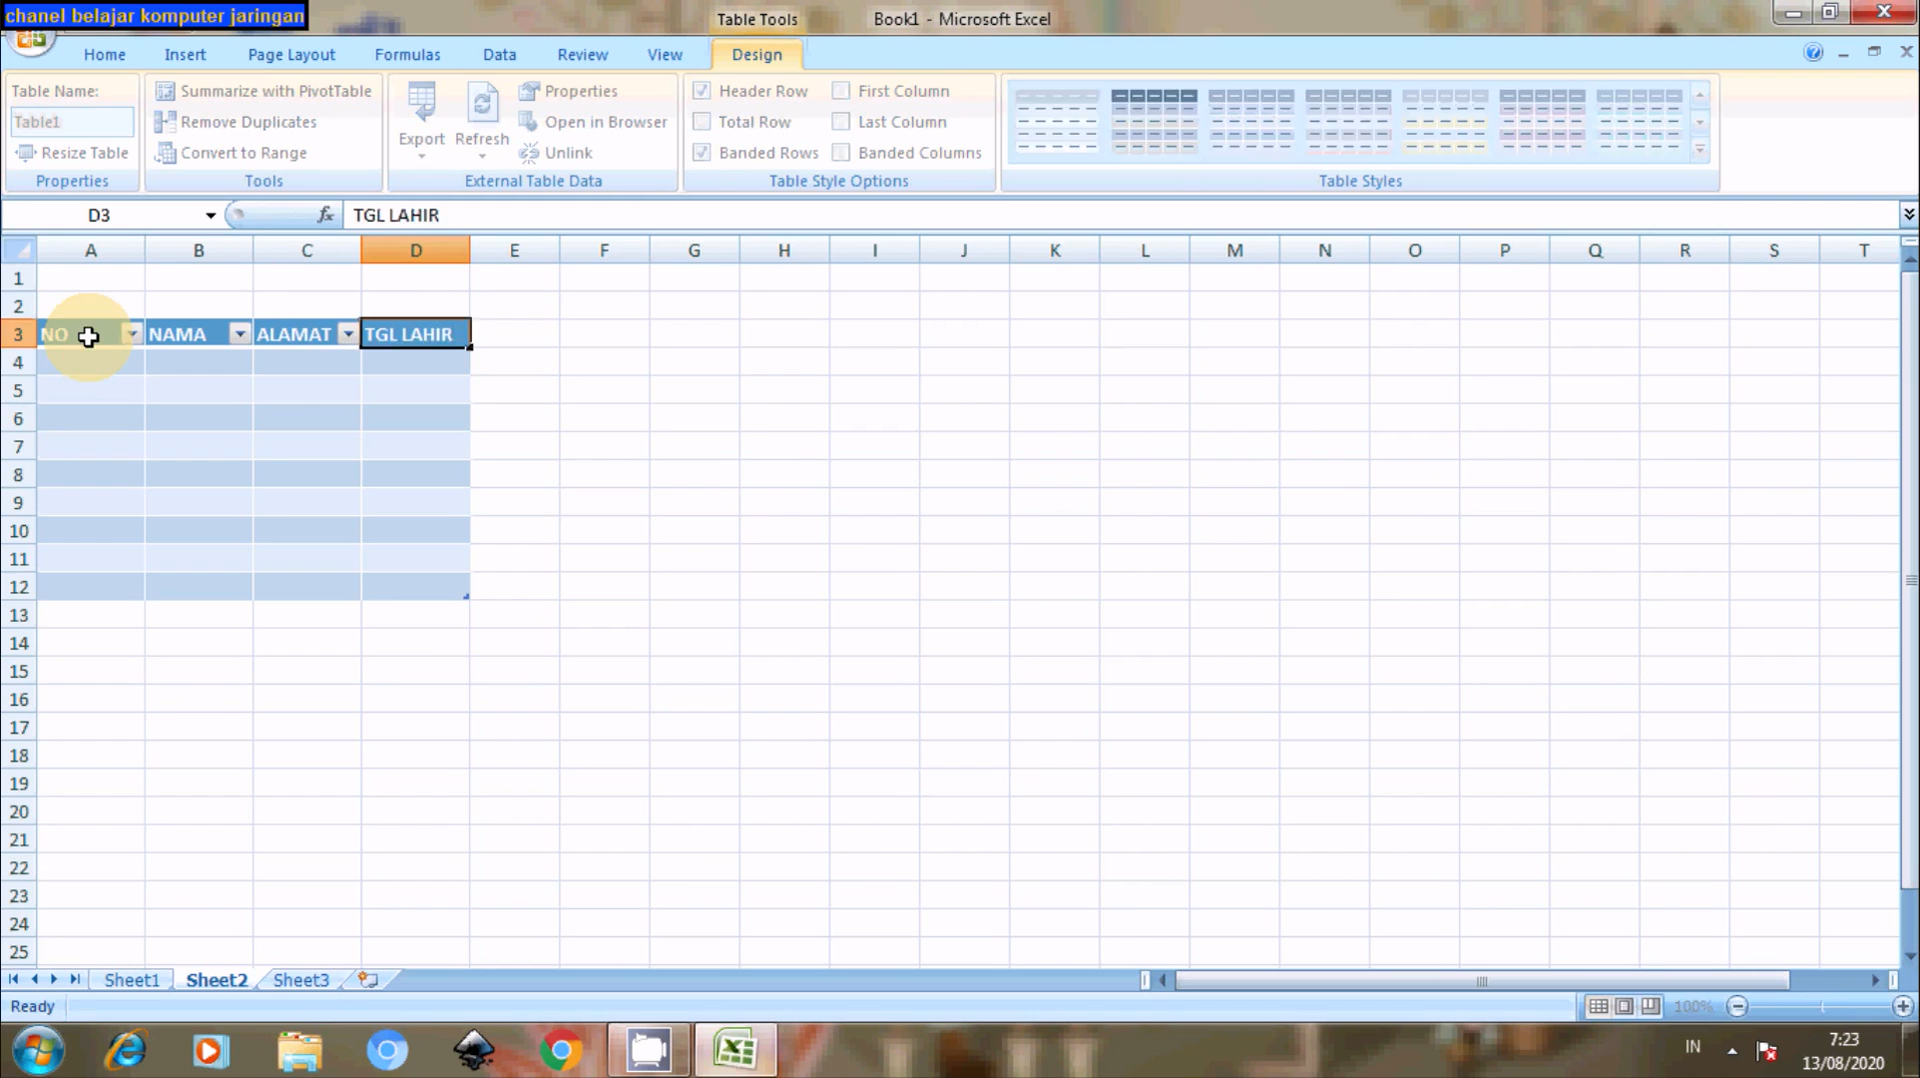 chanel belajar komputer jaringan
Table Tools
Book1 - Microsoft Excel
Home Insert Page Layout Formulas Data Review View Design
Table Name:
Table1
Resize Table
Properties
Summarize with PivotTable
Remove Duplicates
Convert to Range
Tools
Export
Refresh
Properties
Open in Browser
Unlink
External Table Data
Header Row
Total Row
Banded Rows
First Column
Last Column
Banded Columns
Table Style Options
Table Styles
D3 fx TGL LAHIR
A B C D E F G H I J K L M N O P Q R S T
1
2
3 NO NAMA ALAMAT TGL LAHIR
4
5
6
7
8
9
10
11
12
13
14
15
16
17
18
19
20
21
22
23
24
25
Sheet1 Sheet2 Sheet3
Ready 100%
IN
7:23
13/08/2020